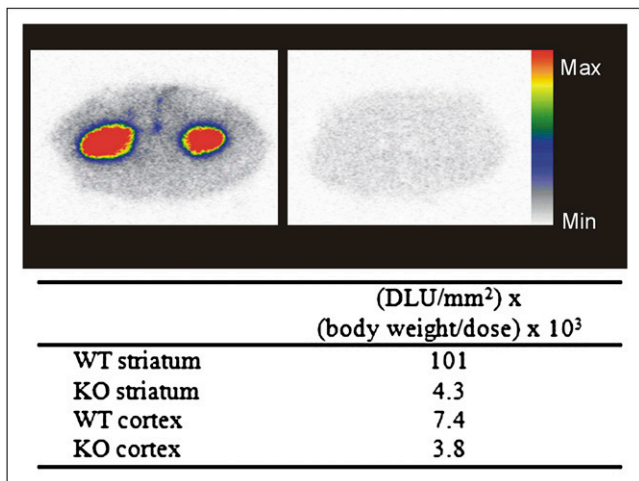 Max
Min
(DLU/mm²) x
(body weight/dose) x 10³
WT striatum 101
KO striatum 4.3
WT cortex 7.4
KO cortex 3.8